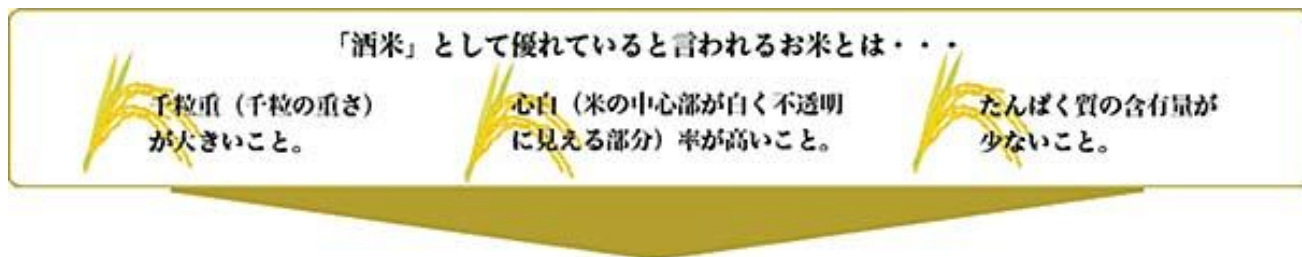 「酒米」として優れていると言われるお米とは・・・
千粒重（千粒の重さ）
が大きいこと。
心白（米の中心部が白く不透明
に見える部分）率が高いこと。
たんぱく質の含有量が
少ないこと。